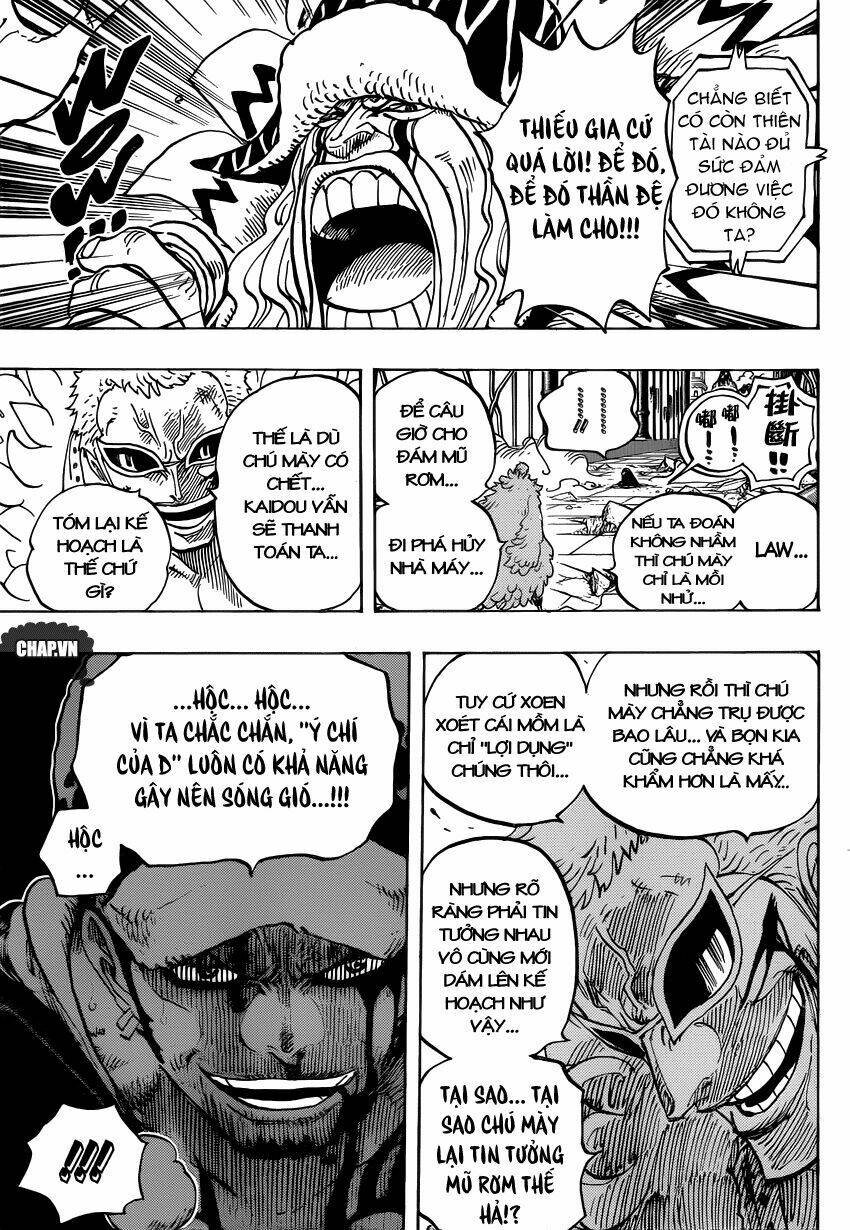 CHẲNG BIẾT
CÓ CÒN THIÊN
TÀI NÀO ĐỦ
SỨC ĐẢM
ĐƯƠNG VIỆC
ĐÓ KHÔNG
TA?
THIẾU GIA CỨ
QUÁ LỜI! ĐỂ ĐÓ,
ĐỂ ĐÓ THẦN ĐỆ
LÀM CHO!!!
WOW
!!!
掛
斷!!
嘟
!
嘟
!
LAW...
NẾU TA ĐOÁN
KHÔNG NHẦM
THÌ CHÚ MÀY
CHỈ LÀ MỒI
NHỬ...
ĐỂ CÂU
GIỜ CHO
ĐÁM MŨ
RƠM...
ĐI PHÁ HỦY
NHÀ MÁY...
THẾ LÀ DÙ
CHÚ MÀY CÓ
CHẾT...
KAIDOU VẪN
SẼ THANH
TOÁN TA...
TÓM LẠI KẾ
HOẠCH LÀ
THẾ CHỨ
GÌ?
CHAP.VN
NHƯNG RỒI THÌ CHÚ
MÀY CHẲNG TRỤ ĐƯỢC
BAO LÂU... VÀ BỌN KIA
CŨNG CHẲNG KHÁ
KHẨM HƠN LÀ MẤY...
TUY CỨ XOEN
XOÉT CÁI MỒM LÀ
CHỈ "LỢI DỤNG"
CHÚNG THÔI...
NHƯNG RÕ
RÀNG PHẢI TIN
TƯỞNG NHAU
VÔ CÙNG MỚI
DÁM LÊN KẾ
HOẠCH NHƯ
VẬY...
TẠI SAO... TẠI
SAO CHÚ MÀY
LẠI TIN TƯỞNG
MŨ RƠM THẾ
HẢ!?
...HỘC... HỘC...
VÌ TA CHẮC CHẮN, "Ý CHÍ
CỦA D" LUÔN CÓ KHẢ NĂNG
GÂY NÊN SÓNG GIÓ...!!!
HỘC
...
!!!!